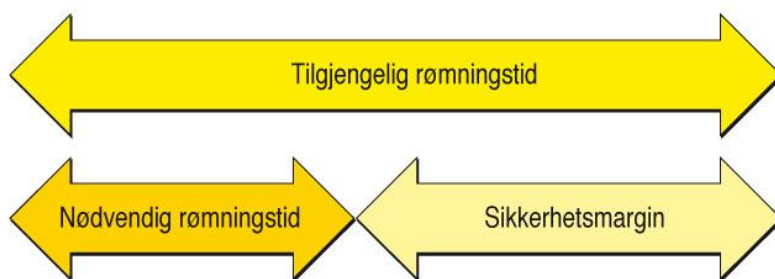 Tilgjengelig rømningstid
Nødvendig rømningstid
Sikkerhetsmargin